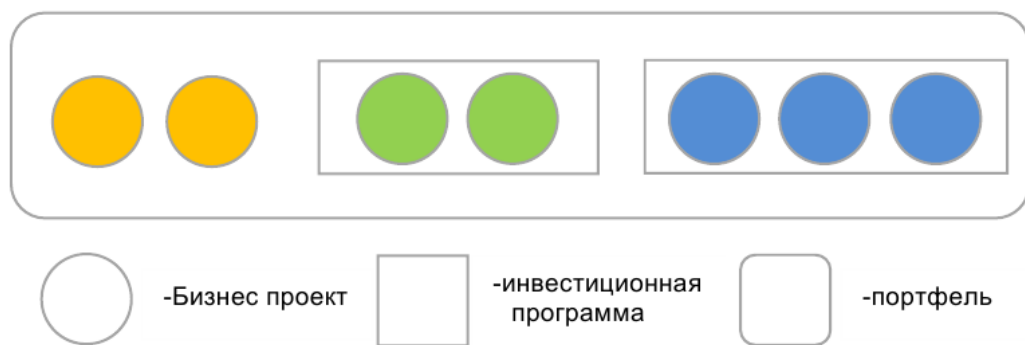 -Бизнес проект
-инвестиционная
программа
-портфель